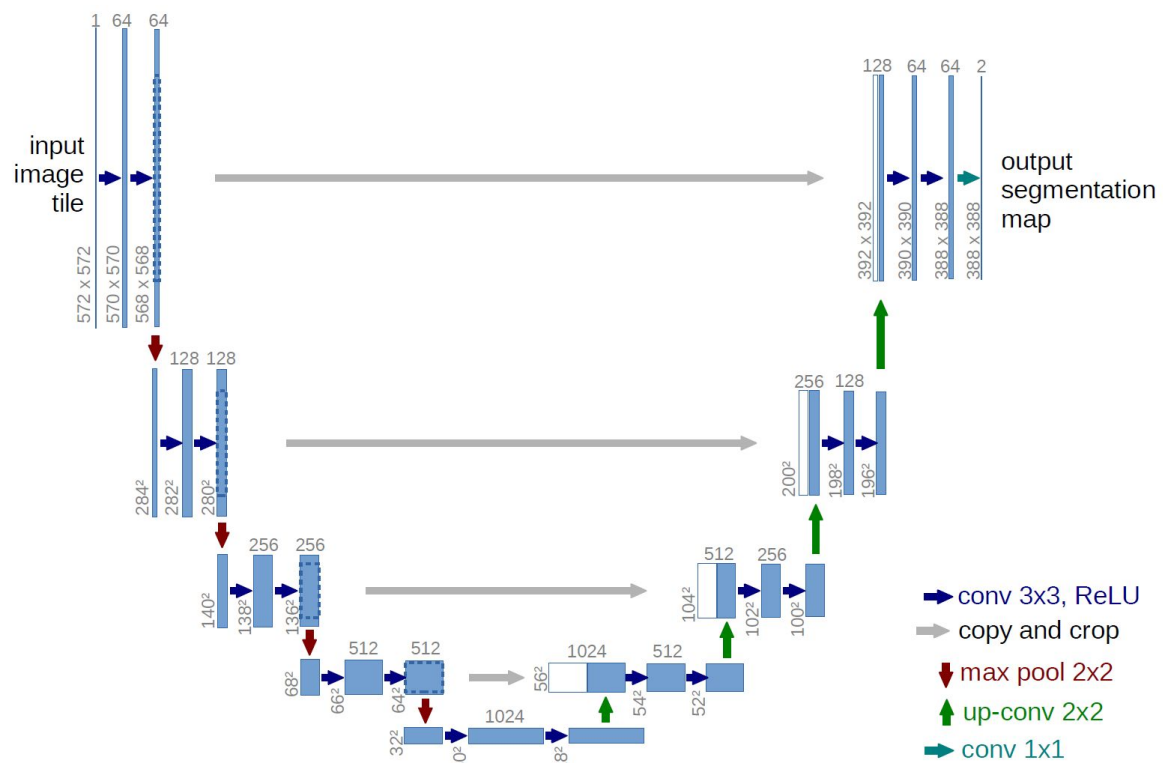 1 64 64
128 64 64 2
input
image
tile
output
segmentation
map
572 x 572
570 x 570
568 x 568
392 x 392
390 x 390
388 x 388
388 x 388
128 128
256 128
284²
282²
280²
200²
198²
196²
256 256
512 256
140²
138²
136²
104²
102²
100²
512 512
1024 512
68²
66²
64²
56²
54²
52²
1024
32²
0²
8²
conv 3x3, ReLU
copy and crop
max pool 2x2
up-conv 2x2
conv 1x1